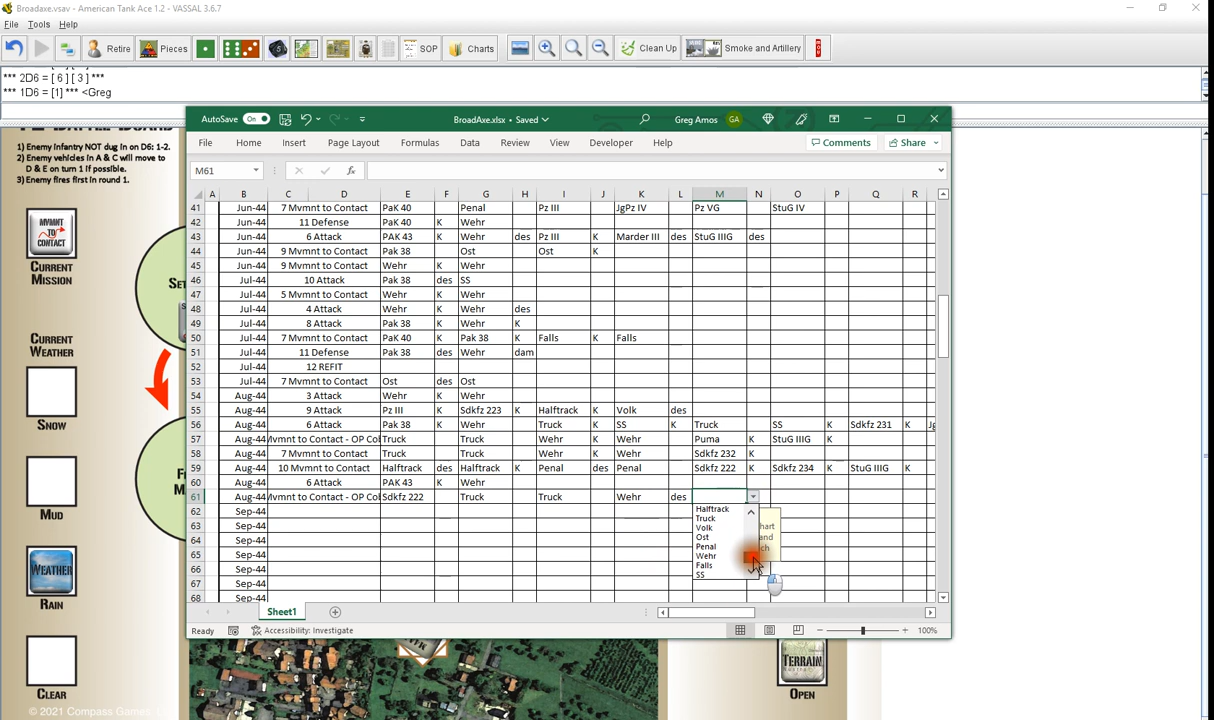 Broadaxe.vsav - American Tank Ace 1.2 - VASSAL 3.6.7
File Tools Help
Retire Pieces SOP Charts Clean Up Smoke and Artillery
*** 2D6 = [ 6 ] [ 3 ] ***
*** 1D6 = [1] *** <Greg
1) Enemy Infantry NOT dug in on D6: 1-2.
2) Enemy vehicles in A & C will move to
D & E on turn 1 if possible.
3) Enemy fires first in round 1.
MVMNT
TO
CONTACT
CURRENT
MISSION
CURRENT
WEATHER
SNOW
MUD
WEATHER
RAIN
CLEAR
© 2021 Compass Games,
TERRAIN
OPEN
AutoSave On BroadAxe.xlsx • Saved Greg Amos GA
File Home Insert Page Layout Formulas Data Review View Developer Help Comments Share
M61 fx
A B C D E F G H I J K L M N O P Q R
41 Jun-44 7 Mvmnt to Contact PaK 40 Penal Pz III JgPz IV Pz VG StuG IV
42 Jun-44 11 Defense PaK 40 K Wehr
43 Jun-44 6 Attack PAK 43 K Wehr des Pz III K Marder III des StuG IIIG des
44 Jun-44 9 Mvmnt to Contact Pak 38 Ost Ost K
45 Jun-44 9 Mvmnt to Contact Wehr K Wehr
46 Jul-44 10 Attack Pak 38 des SS
47 Jul-44 5 Mvmnt to Contact Wehr K Wehr
48 Jul-44 4 Attack Wehr K Wehr des
49 Jul-44 8 Attack Pak 38 K Wehr K
50 Jul-44 7 Mvmnt to Contact PaK 40 K Pak 38 K Falls K Falls
51 Jul-44 11 Defense Pak 38 des Wehr dam
52 Jul-44 12 REFIT
53 Jul-44 7 Mvmnt to Contact Ost des Ost
54 Aug-44 3 Attack Wehr K Wehr
55 Aug-44 9 Attack Pz III K Sdkfz 223 K Halftrack K Volk des
56 Aug-44 6 Attack Pak 38 K Wehr K Truck K SS K Truck SS K Sdkfz 231 K
57 Aug-44 Mvmnt to Contact - OP Truck Truck Wehr K Wehr Puma K StuG IIIG K
58 Aug-44 7 Mvmnt to Contact Truck Truck Wehr K Wehr Sdkfz 232 K
59 Aug-44 10 Mvmnt to Contact Halftrack des Halftrack K Penal des Penal Sdkfz 222 K Sdkfz 234 K StuG IIIG K
60 Aug-44 6 Attack PAK 43 K Wehr
61 Aug-44 Mvmnt to Contact - OP Sdkfz 222 Truck Truck Wehr des
62 Sep-44
63 Sep-44
64 Sep-44
65 Sep-44
66 Sep-44
67 Sep-44
68 Sep-44
Halftrack
Truck
Volk
Ost
Penal
Wehr
Falls
SS
Sheet1
Ready Accessibility: Investigate 100%